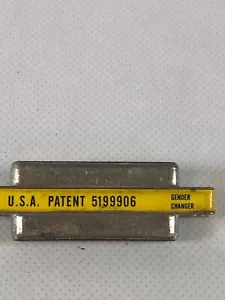 U.S.A. PATENT 5199906
GENDER
CHANGER